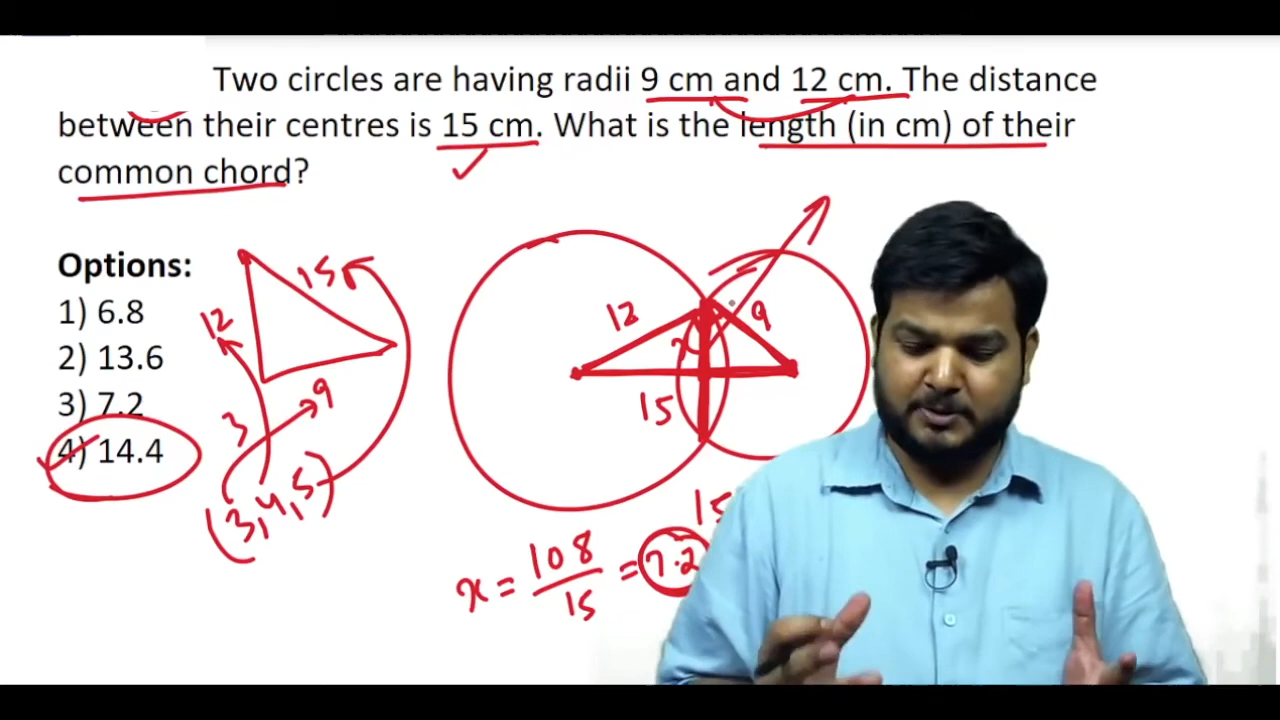 Two circles are having radii 9 cm and 12 cm. The distance
between their centres is 15 cm. What is the length (in cm) of their
common chord?
Options:
1) 6.8
2) 13.6
3) 7.2
4) 14.4
15
12
9
3
(3,4,5)
12
9
x
15
15
x = 108/15 = 7.2